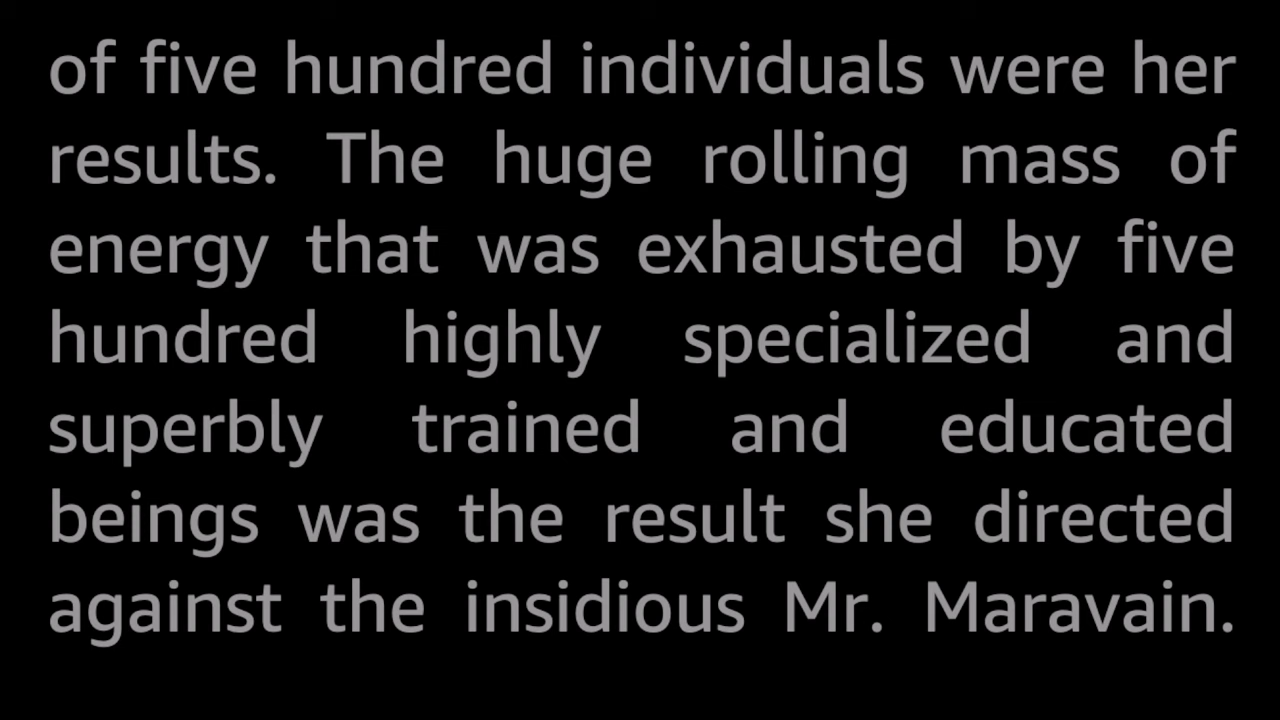 of five hundred individuals were her
results. The huge rolling mass of
energy that was exhausted by five
hundred highly specialized and
superbly trained and educated
beings was the result she directed
against the insidious Mr. Maravain.